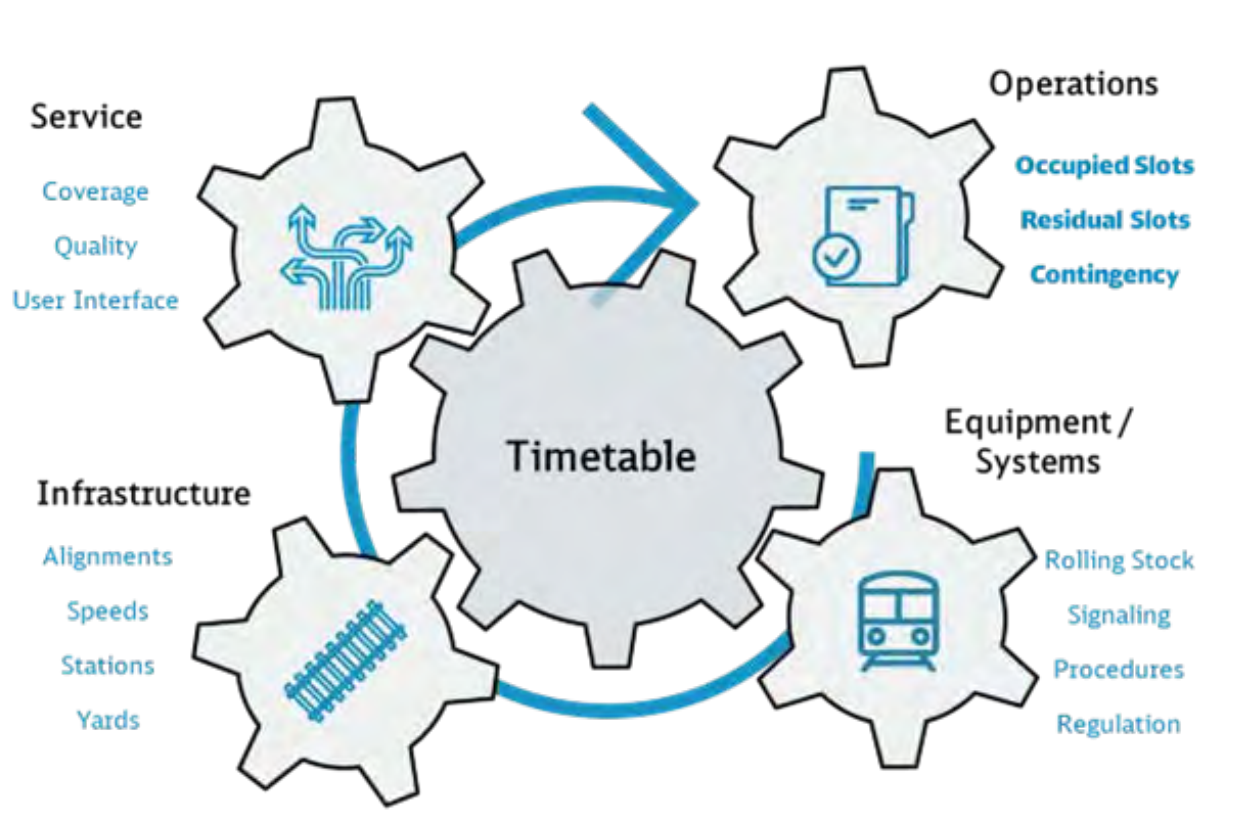 Service
Coverage
Quality
User Interface
Operations
Occupied Slots
Residual Slots
Contingency
Timetable
Infrastructure
Alignments
Speeds
Stations
Yards
Equipment /
Systems
Rolling Stock
Signaling
Procedures
Regulation